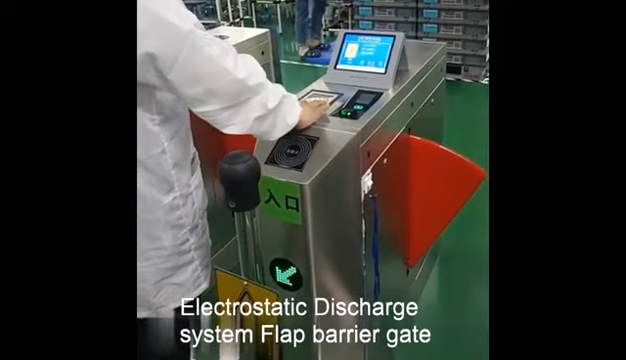 入口
Electrostatic Discharge
system Flap barrier gate